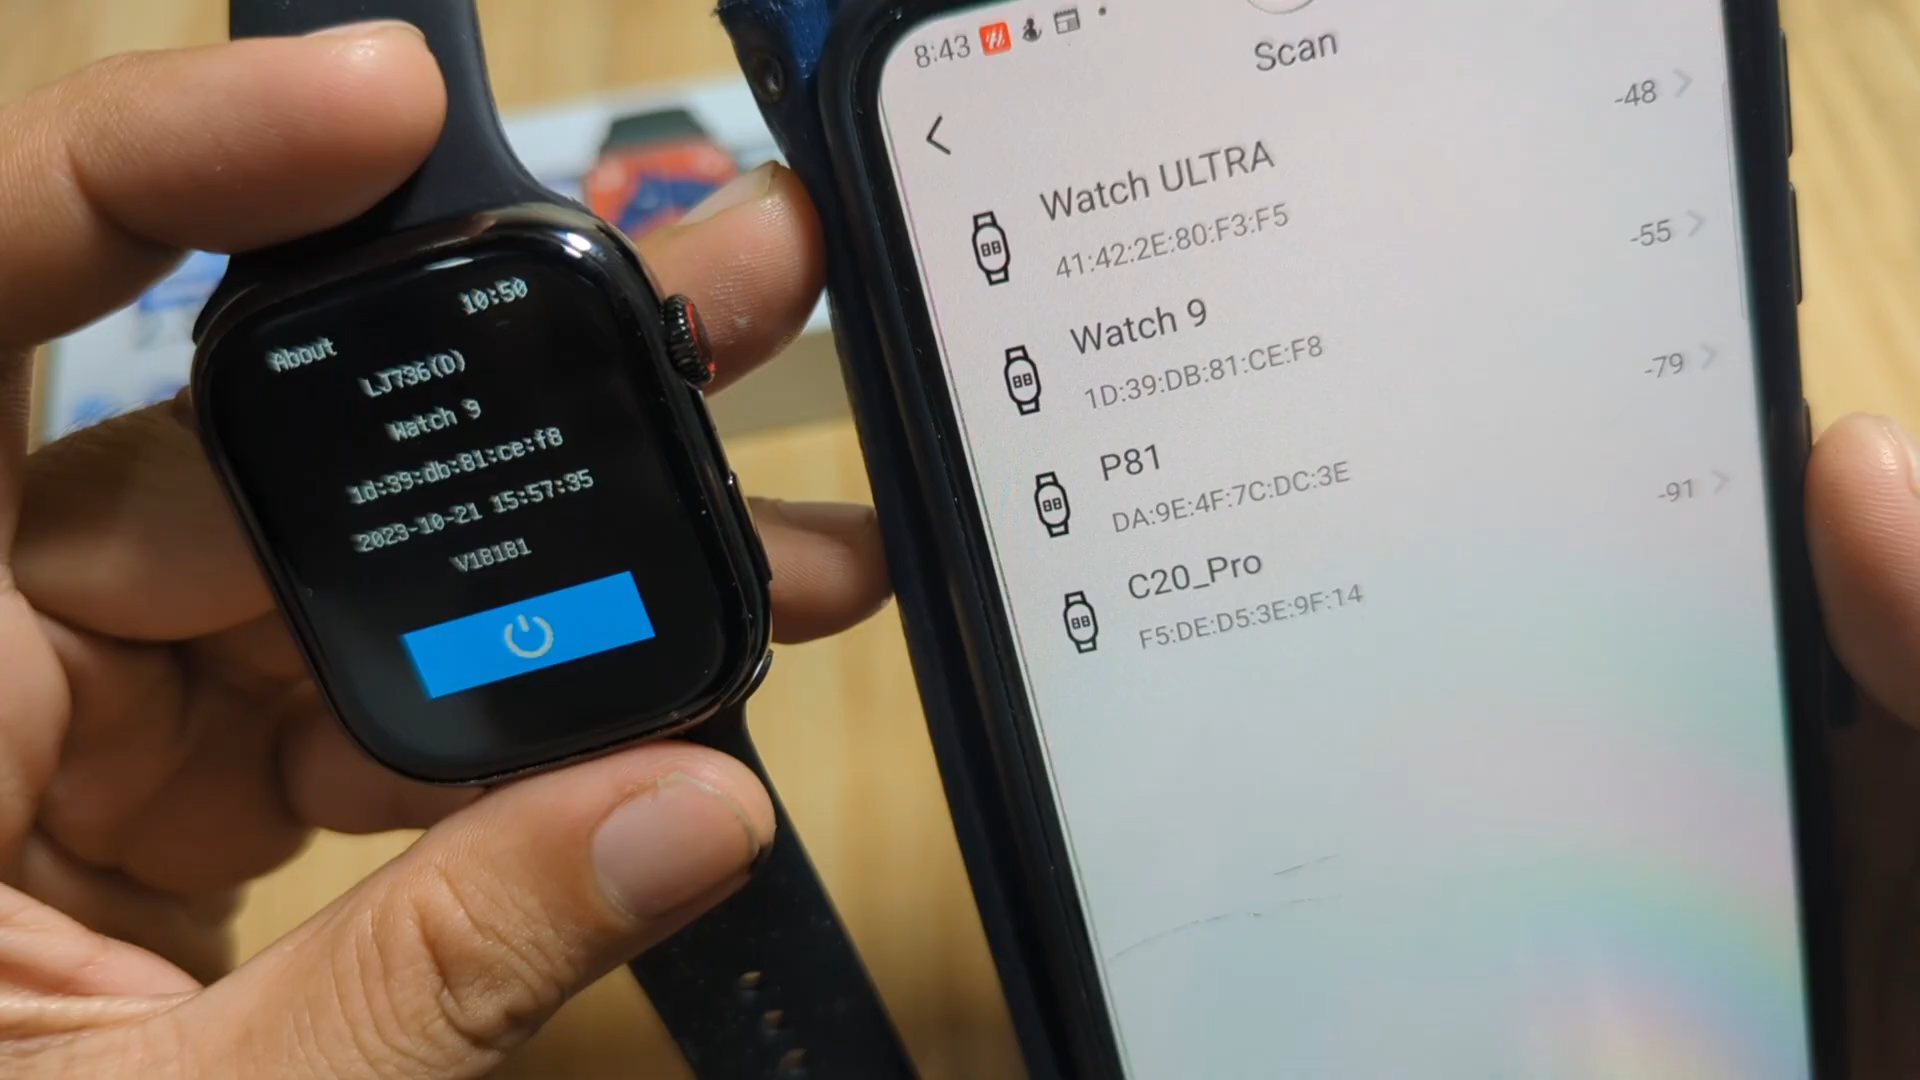 10:50
About
LJ736(D)
Watch 9
1d:39:db:81:ce:f8
2023-10-21 15:57:35
V181B1
8:43
Scan
Watch ULTRA
-48
41:42:2E:80:F3:F5
Watch 9
-55
1D:39:DB:81:CE:F8
P81
-79
DA:9E:4F:7C:DC:3E
C20_Pro
-91
F5:DE:D5:3E:9F:14